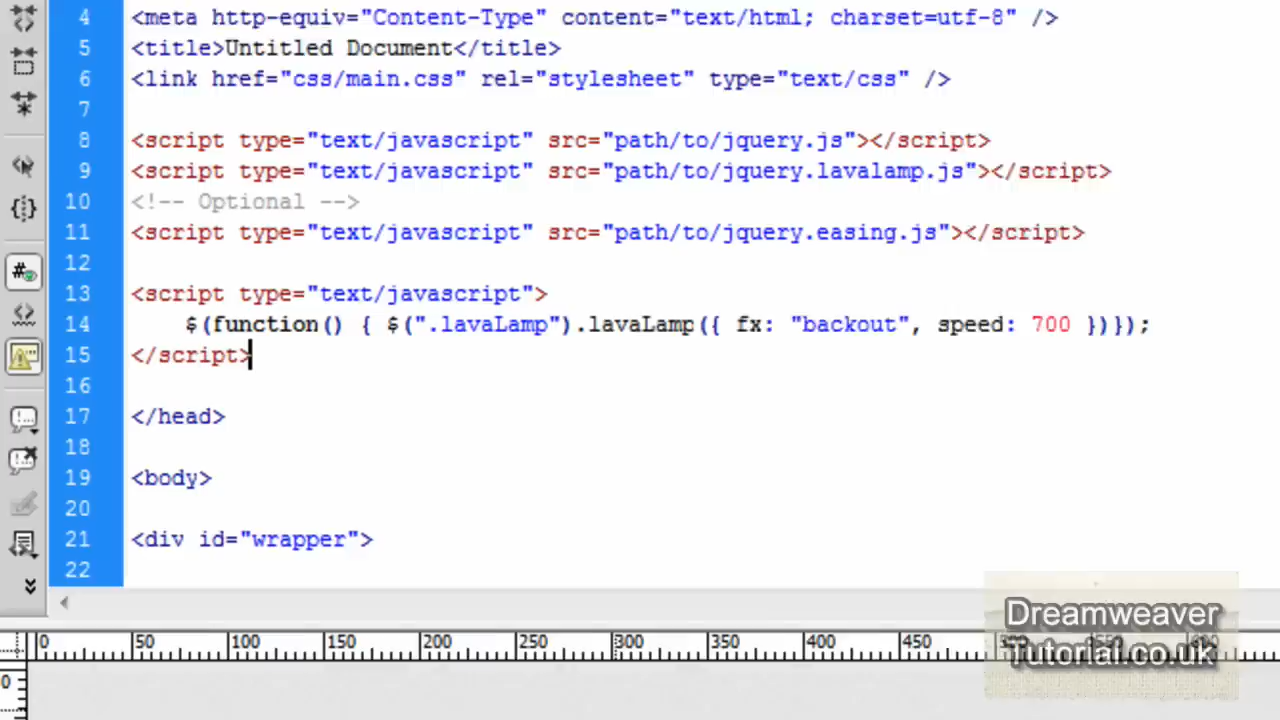 4 <meta http-equiv="Content-Type" content="text/html; charset=utf-8" />
5 <title>Untitled Document</title>
6 <link href="css/main.css" rel="stylesheet" type="text/css" />
7
8 <script type="text/javascript" src="path/to/jquery.js"></script>
9 <script type="text/javascript" src="path/to/jquery.lavalamp.js"></script>
10 <!-- Optional -->
11 <script type="text/javascript" src="path/to/jquery.easing.js"></script>
12
13 <script type="text/javascript">
14 $(function() { $(".lavaLamp").lavaLamp({ fx: "backout", speed: 700 })});
15 </script>
16
17 </head>
18
19 <body>
20
21 <div id="wrapper">
22
Dreamweaver
Tutorial.co.uk
0 50 100 150 200 250 300 350 400 450
0